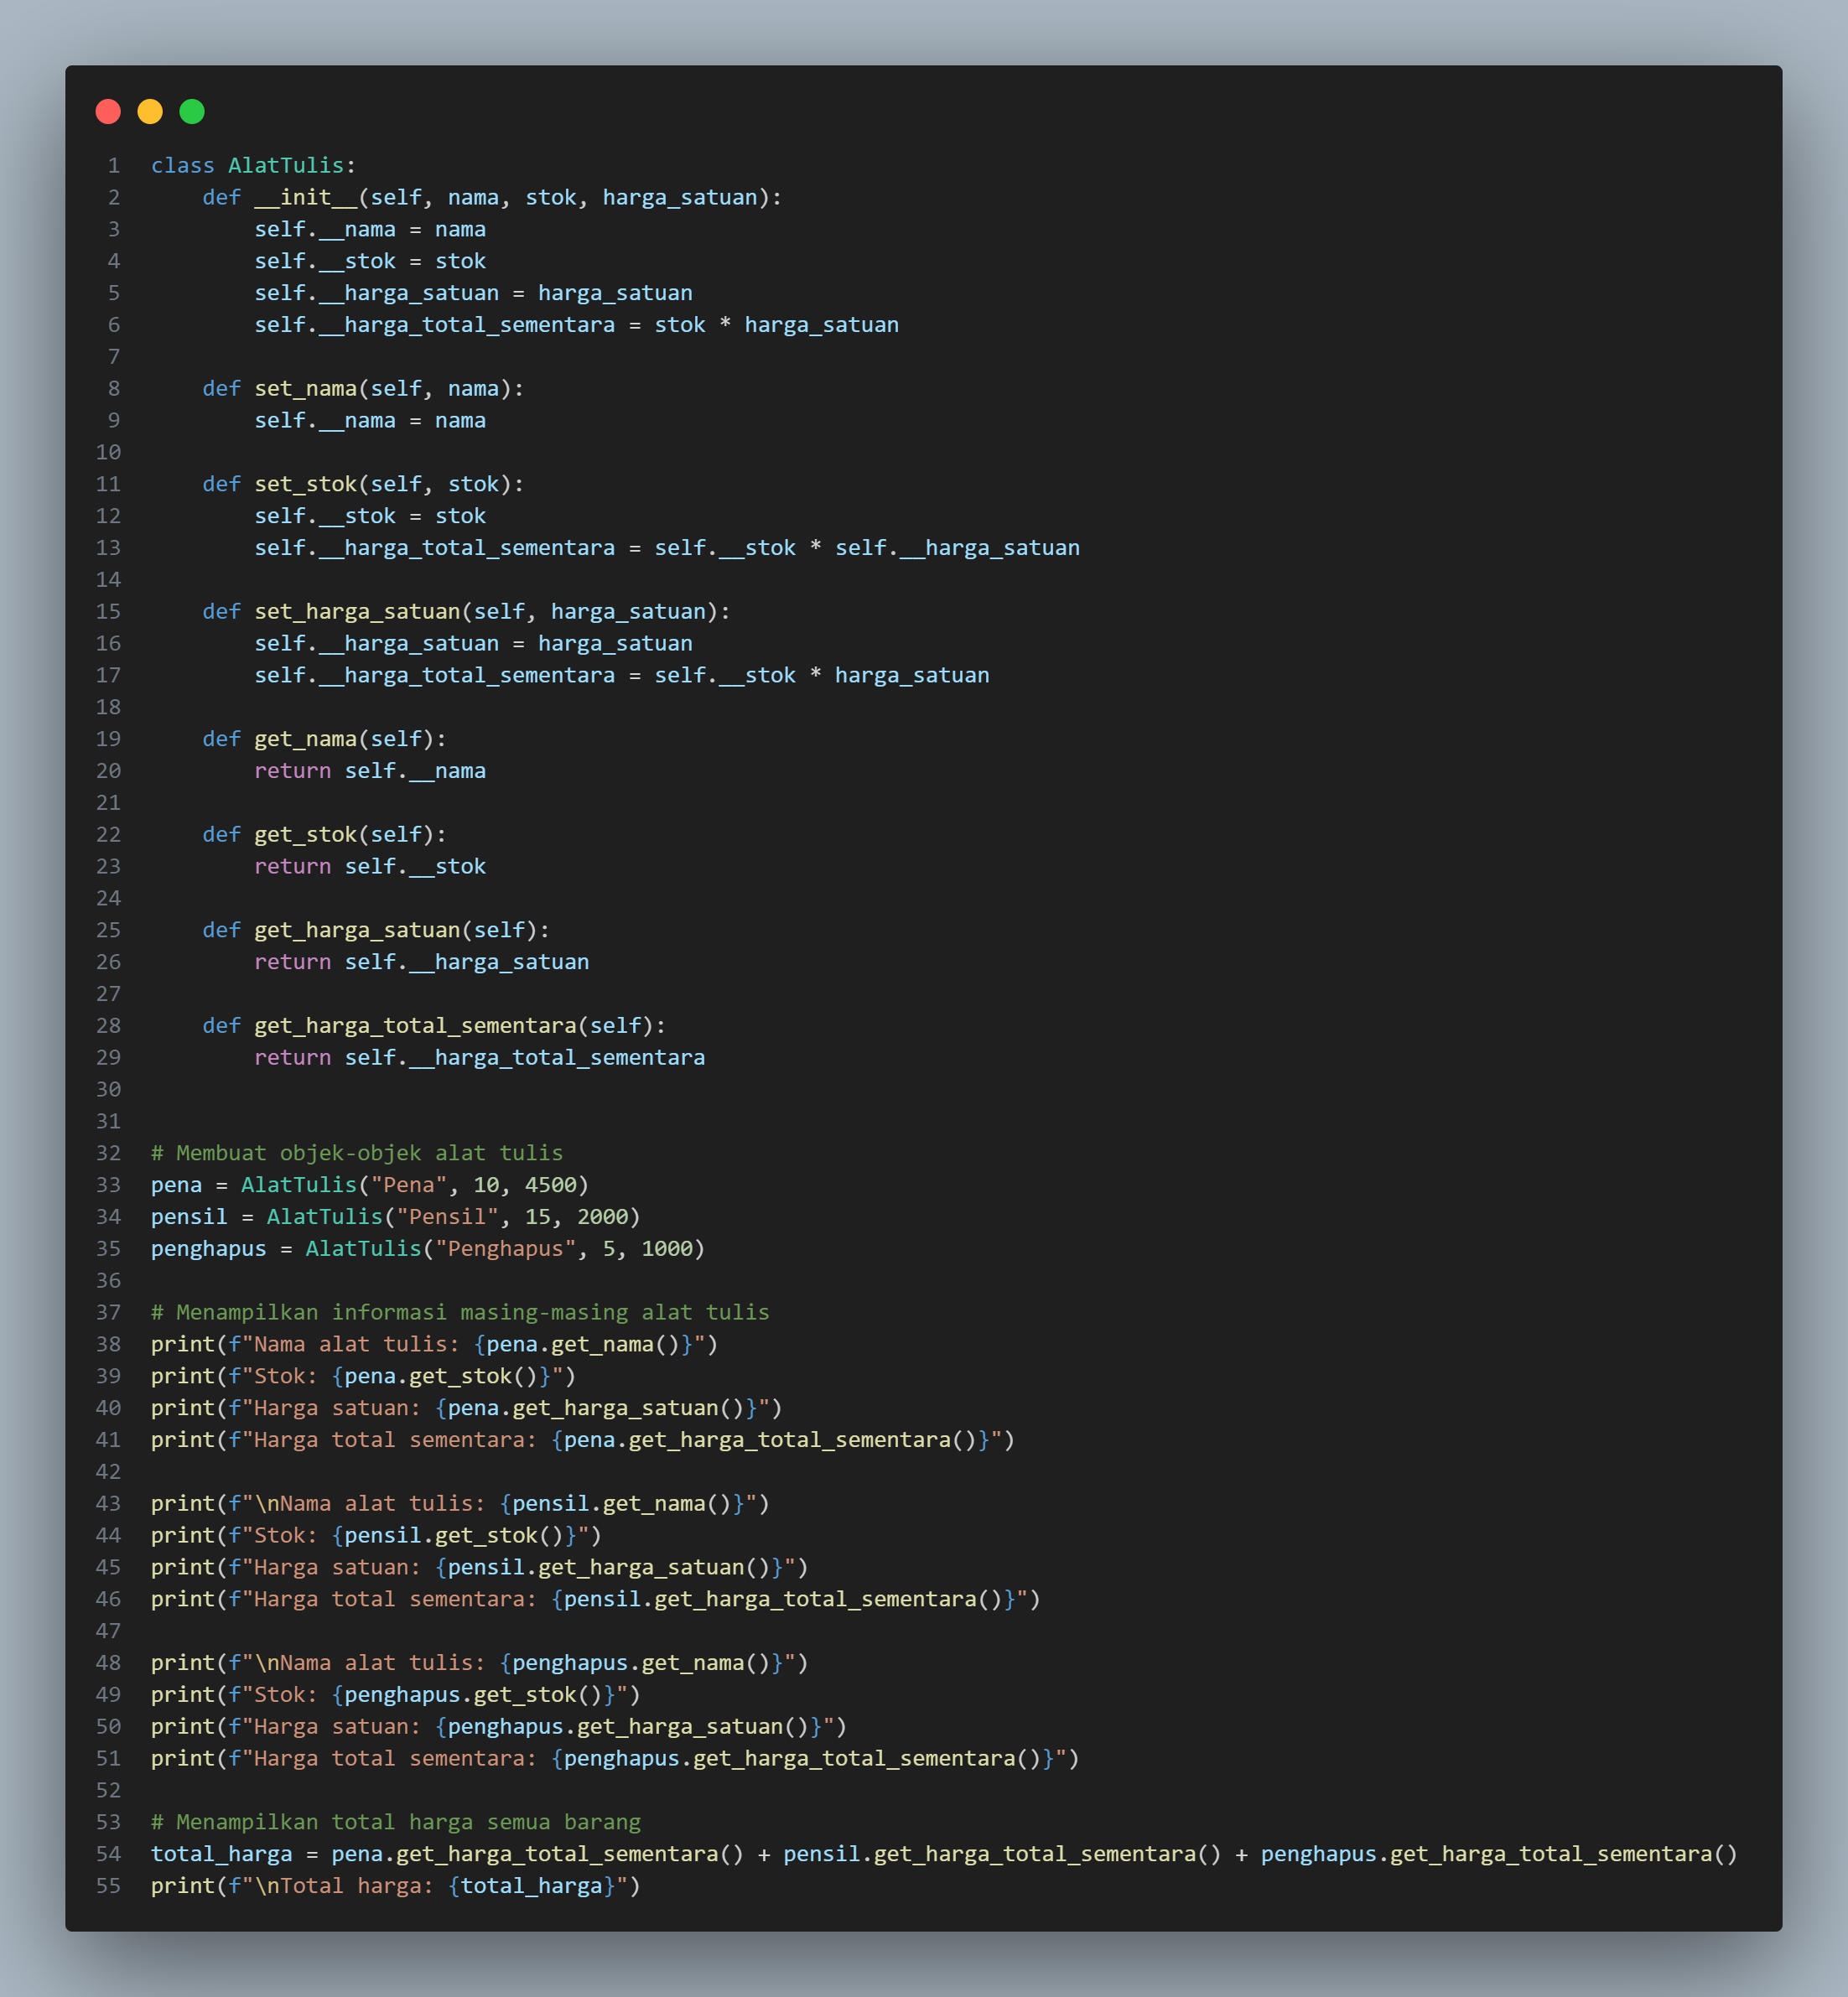 1 class AlatTulis:
2     def __init__(self, nama, stok, harga_satuan):
3         self.__nama = nama
4         self.__stok = stok
5         self.__harga_satuan = harga_satuan
6         self.__harga_total_sementara = stok * harga_satuan
7
8     def set_nama(self, nama):
9         self.__nama = nama
10
11     def set_stok(self, stok):
12         self.__stok = stok
13         self.__harga_total_sementara = self.__stok * self.__harga_satuan
14
15     def set_harga_satuan(self, harga_satuan):
16         self.__harga_satuan = harga_satuan
17         self.__harga_total_sementara = self.__stok * harga_satuan
18
19     def get_nama(self):
20         return self.__nama
21
22     def get_stok(self):
23         return self.__stok
24
25     def get_harga_satuan(self):
26         return self.__harga_satuan
27
28     def get_harga_total_sementara(self):
29         return self.__harga_total_sementara
30
31
32 # Membuat objek-objek alat tulis
33 pena = AlatTulis("Pena", 10, 4500)
34 pensil = AlatTulis("Pensil", 15, 2000)
35 penghapus = AlatTulis("Penghapus", 5, 1000)
36
37 # Menampilkan informasi masing-masing alat tulis
38 print(f"Nama alat tulis: {pena.get_nama()}")
39 print(f"Stok: {pena.get_stok()}")
40 print(f"Harga satuan: {pena.get_harga_satuan()}")
41 print(f"Harga total sementara: {pena.get_harga_total_sementara()}")
42
43 print(f"\nNama alat tulis: {pensil.get_nama()}")
44 print(f"Stok: {pensil.get_stok()}")
45 print(f"Harga satuan: {pensil.get_harga_satuan()}")
46 print(f"Harga total sementara: {pensil.get_harga_total_sementara()}")
47
48 print(f"\nNama alat tulis: {penghapus.get_nama()}")
49 print(f"Stok: {penghapus.get_stok()}")
50 print(f"Harga satuan: {penghapus.get_harga_satuan()}")
51 print(f"Harga total sementara: {penghapus.get_harga_total_sementara()}")
52
53 # Menampilkan total harga semua barang
54 total_harga = pena.get_harga_total_sementara() + pensil.get_harga_total_sementara() + penghapus.get_harga_total_sementara()
55 print(f"\nTotal harga: {total_harga}")